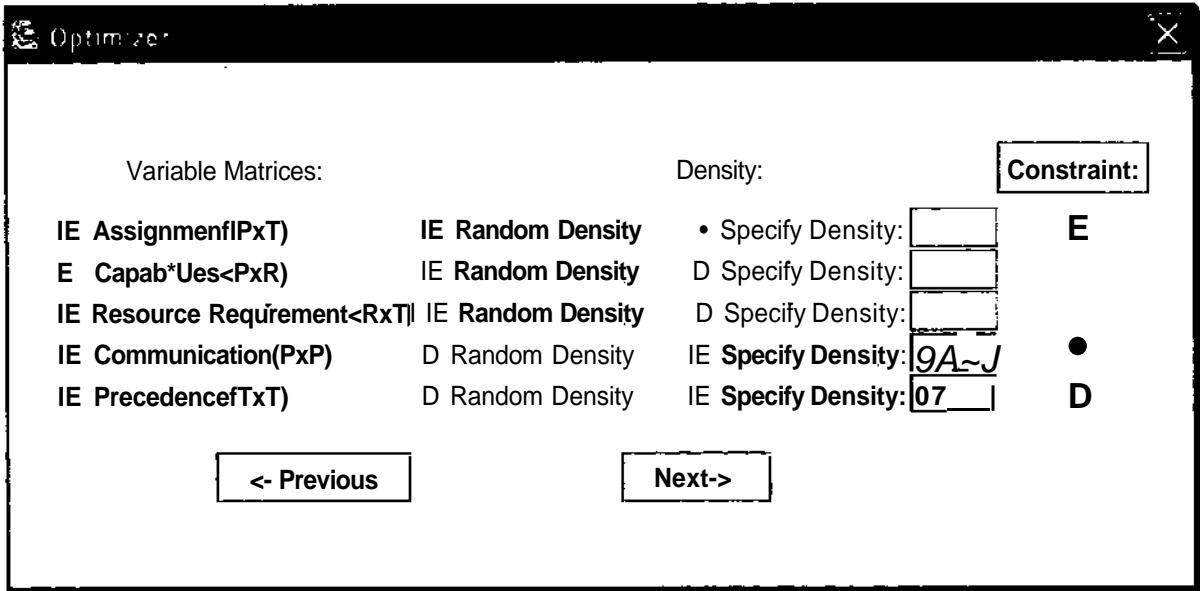 Optimizer
Variable Matrices: Density: Constraint:
IE AssignmenflPxT) IE Random Density • Specify Density: E
E Capab*Ues<PxR) IE Random Density D Specify Density:
IE Resource Requirement<RxT| IE Random Density D Specify Density:
IE Communication(PxP) D Random Density IE Specify Density: 9A~J ●
IE PrecedencefTxT) D Random Density IE Specify Density: 07
D
<- Previous Next->